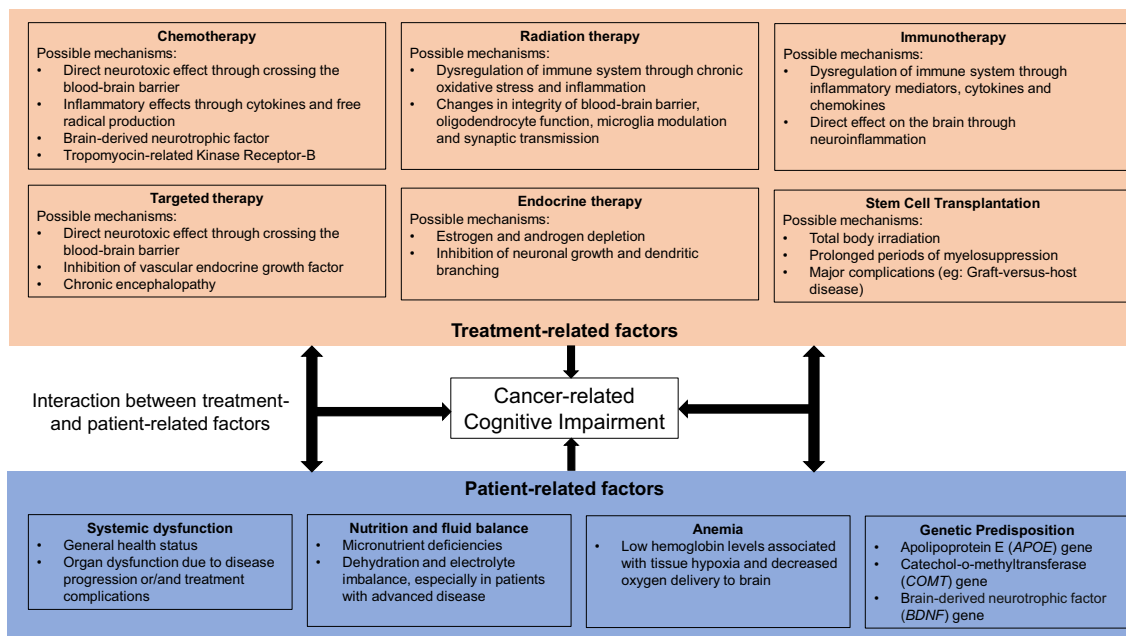 Chemotherapy
Possible mechanisms:
• Direct neurotoxic effect through crossing the
blood-brain barrier
• Inflammatory effects through cytokines and free
radical production
• Brain-derived neurotrophic factor
• Tropomyocin-related Kinase Receptor-B
Radiation therapy
Possible mechanisms:
• Dysregulation of immune system through chronic
oxidative stress and inflammation
• Changes in integrity of blood-brain barrier,
oligodendrocyte function, microglia modulation
and synaptic transmission
Immunotherapy
Possible mechanisms:
• Dysregulation of immune system through
inflammatory mediators, cytokines and
chemokines
• Direct effect on the brain through
neuroinflammation
Targeted therapy
Possible mechanisms:
• Direct neurotoxic effect through crossing the
blood-brain barrier
• Inhibition of vascular endocrine growth factor
• Chronic encephalopathy
Endocrine therapy
Possible mechanisms:
• Estrogen and androgen depletion
• Inhibition of neuronal growth and dendritic
branching
Stem Cell Transplantation
Possible mechanisms:
• Total body irradiation
• Prolonged periods of myelosuppression
• Major complications (eg: Graft-versus-host
disease)
Treatment-related factors
Interaction between treatment-
and patient-related factors
Cancer-related
Cognitive Impairment
Patient-related factors
Systemic dysfunction
• General health status
• Organ dysfunction due to disease
progression or/and treatment
complications
Nutrition and fluid balance
• Micronutrient deficiencies
• Dehydration and electrolyte
imbalance, especially in patients
with advanced disease
Anemia
• Low hemoglobin levels associated
with tissue hypoxia and decreased
oxygen delivery to brain
Genetic Predisposition
• Apolipoprotein E (APOE) gene
• Catechol-o-methyltransferase
(COMT) gene
• Brain-derived neurotrophic factor
(BDNF) gene